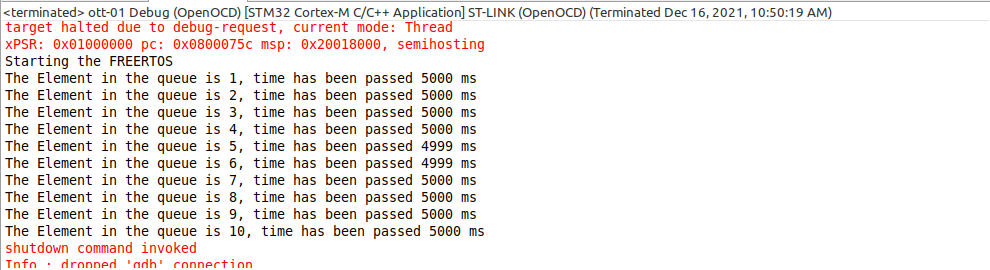 <terminated> ott-01 Debug (OpenOCD) [STM32 Cortex-M C/C++ Application] ST-LINK (OpenOCD) (Terminated Dec 16, 2021, 10:50:19 AM)
target halted due to debug-request, current mode: Thread
xPSR: 0x01000000 pc: 0x0800075c msp: 0x20018000, semihosting
Starting the FREERTOS
The Element in the queue is 1, time has been passed 5000 ms
The Element in the queue is 2, time has been passed 5000 ms
The Element in the queue is 3, time has been passed 5000 ms
The Element in the queue is 4, time has been passed 5000 ms
The Element in the queue is 5, time has been passed 4999 ms
The Element in the queue is 6, time has been passed 4999 ms
The Element in the queue is 7, time has been passed 5000 ms
The Element in the queue is 8, time has been passed 5000 ms
The Element in the queue is 9, time has been passed 5000 ms
The Element in the queue is 10, time has been passed 5000 ms
shutdown command invoked
Info : dropped 'gdb' connection